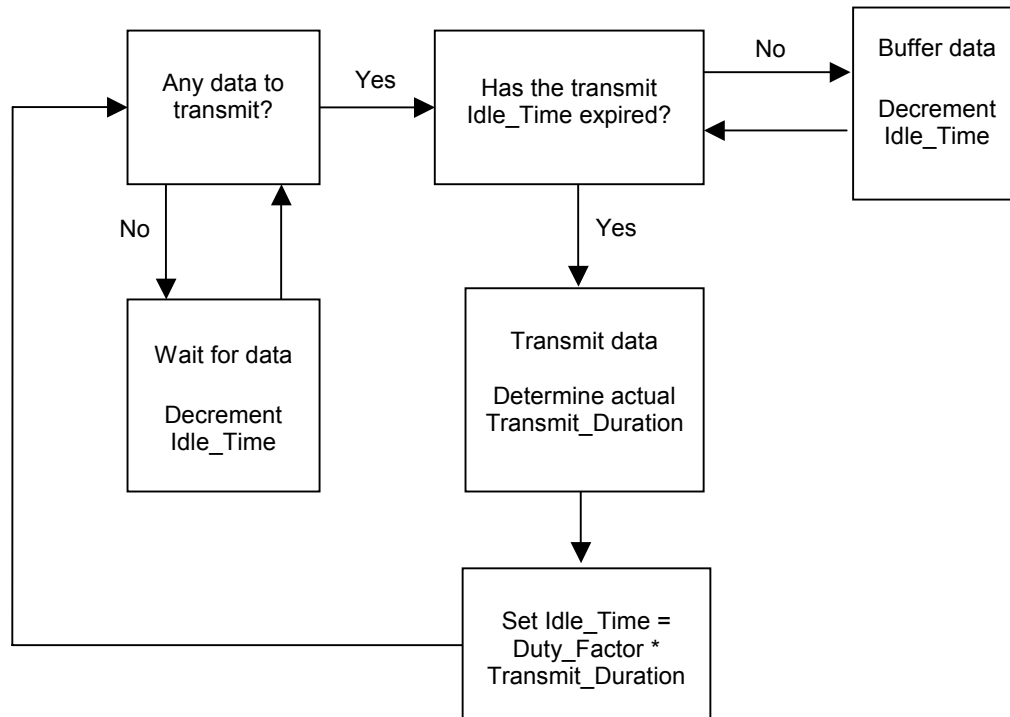 Any data to
transmit?
Yes
Has the transmit
Idle_Time expired?
No
Buffer data
Decrement
Idle_Time
No
Yes
Wait for data
Decrement
Idle_Time
Transmit data
Determine actual
Transmit_Duration
Set Idle_Time =
Duty_Factor *
Transmit_Duration